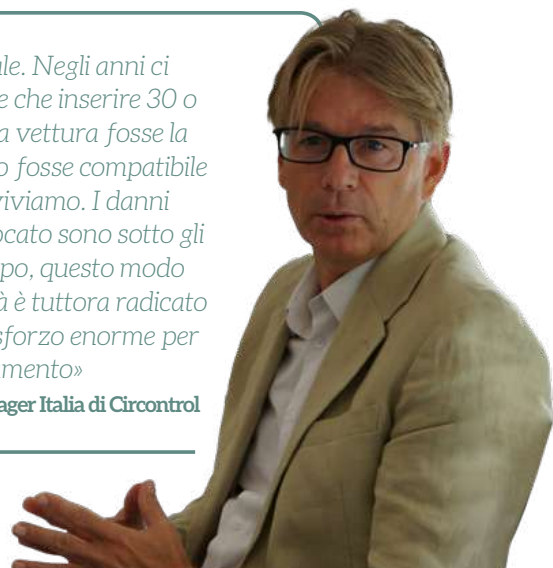 le. Negli anni ci
e che inserire 30 o
a vettura fosse la
o fosse compatibile
viviamo. I danni
ocato sono sotto gli
po, questo modo
à è tuttora radicato
sforzo enorme per
mento»
ager Italia di Circontrol